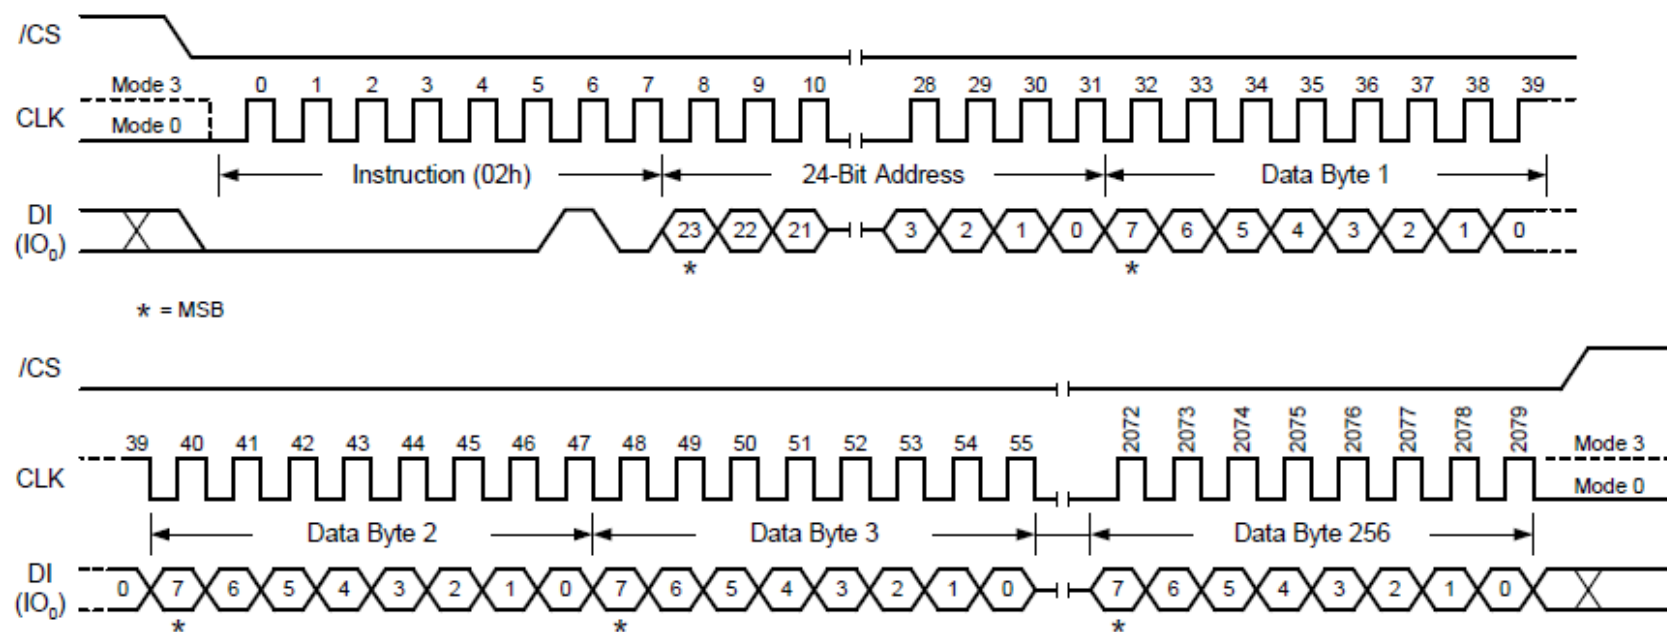 /CS
Mode 3 0 1 2 3 4 5 6 7 8 9 10 28 29 30 31 32 33 34 35 36 37 38 39
CLK
Mode 0
Instruction (02h) 24-Bit Address Data Byte 1
DI
(IO0) 23 22 21 3 2 1 0 7 6 5 4 3 2 1 0
* *
* = MSB
/CS
39 40 41 42 43 44 45 46 47 48 49 50 51 52 53 54 55 2072 2073 2074 2075 2076 2077 2078 2079 Mode 3
CLK
Mode 0
Data Byte 2 Data Byte 3 Data Byte 256
DI
(IO0) 0 7 6 5 4 3 2 1 0 7 6 5 4 3 2 1 0 7 6 5 4 3 2 1 0
* * *